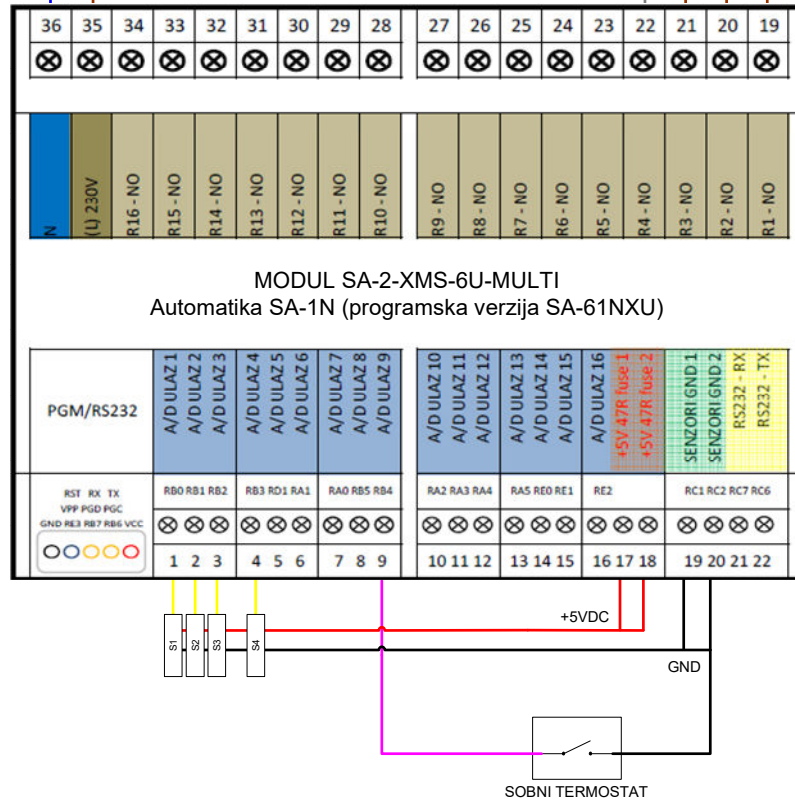 36 35 34 33 32 31 30 29 28 27 26 25 24 23 22 21 20 19
N
(L) 230V
R16 - NO
R15 - NO
R14 - NO
R13 - NO
R12 - NO
R11 - NO
R10 - NO
R9 - NO
R8 - NO
R7 - NO
R6 - NO
R5 - NO
R4 - NO
R3 - NO
R2 - NO
R1 - NO
MODUL SA-2-XMS-6U-MULTI
Automatika SA-1N (programska verzija SA-61NXU)
PGM/RS232
A/D ULAZ 1
A/D ULAZ 2
A/D ULAZ 3
A/D ULAZ 4
A/D ULAZ 5
A/D ULAZ 6
A/D ULAZ 7
A/D ULAZ 8
A/D ULAZ 9
A/D ULAZ 10
A/D ULAZ 11
A/D ULAZ 12
A/D ULAZ 13
A/D ULAZ 14
A/D ULAZ 15
A/D ULAZ 16
+5V 47R fuse 1
+5V 47R fuse 2
SENZORI GND 1
SENZORI GND 2
RS232 - RX
RS232 - TX
RST RX TX
VPP PGD PGC
GND RE3 RB7 RB6 VCC
RB0 RB1 RB2 RB3 RD1 RA1 RA0 RB5 RB4 RA2 RA3 RA4 RA5 RE0 RE1 RE2 RC1 RC2 RC7 RC6
1 2 3 4 5 6 7 8 9 10 11 12 13 14 15 16 17 18 19 20 21 22
+5VDC
S1
S2
S3
S4
GND
SOBNI TERMOSTAT